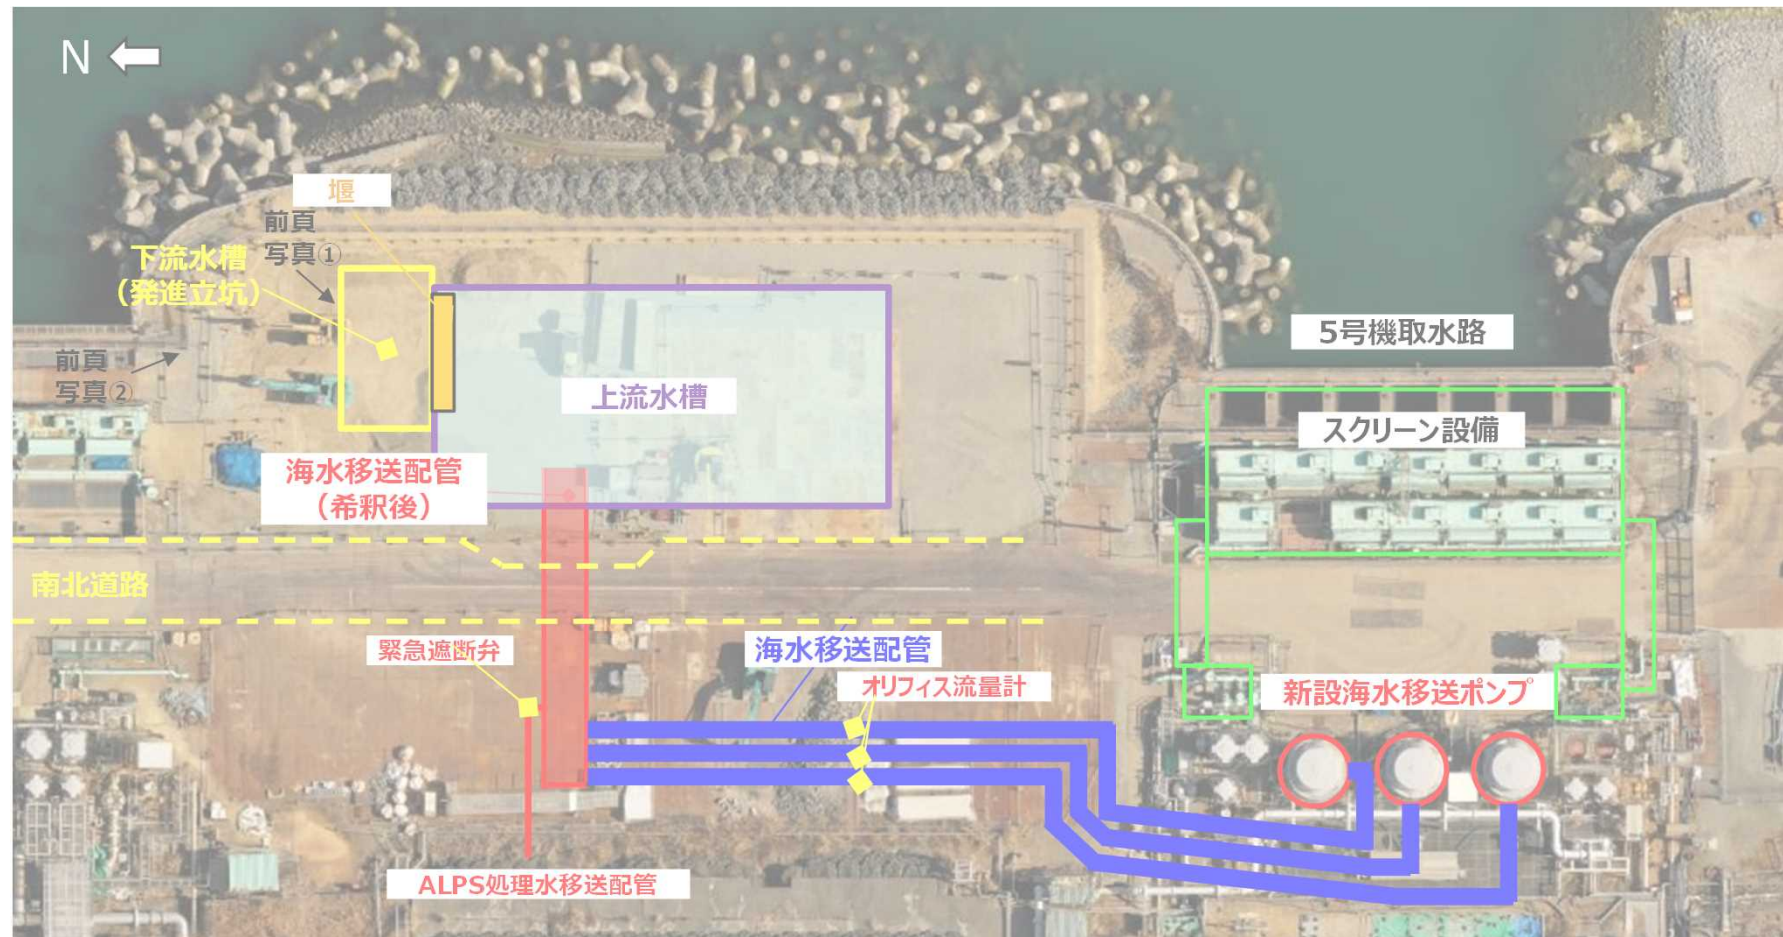 N
堰
前頁
写真①
下流水槽
（発進立坑）
前頁
写真②
5号機取水路
上流水槽
スクリーン設備
海水移送配管
（希釈後）
南北道路
緊急遮断弁
海水移送配管
オリフィス流量計
新設海水移送ポンプ
ALPS処理水移送配管